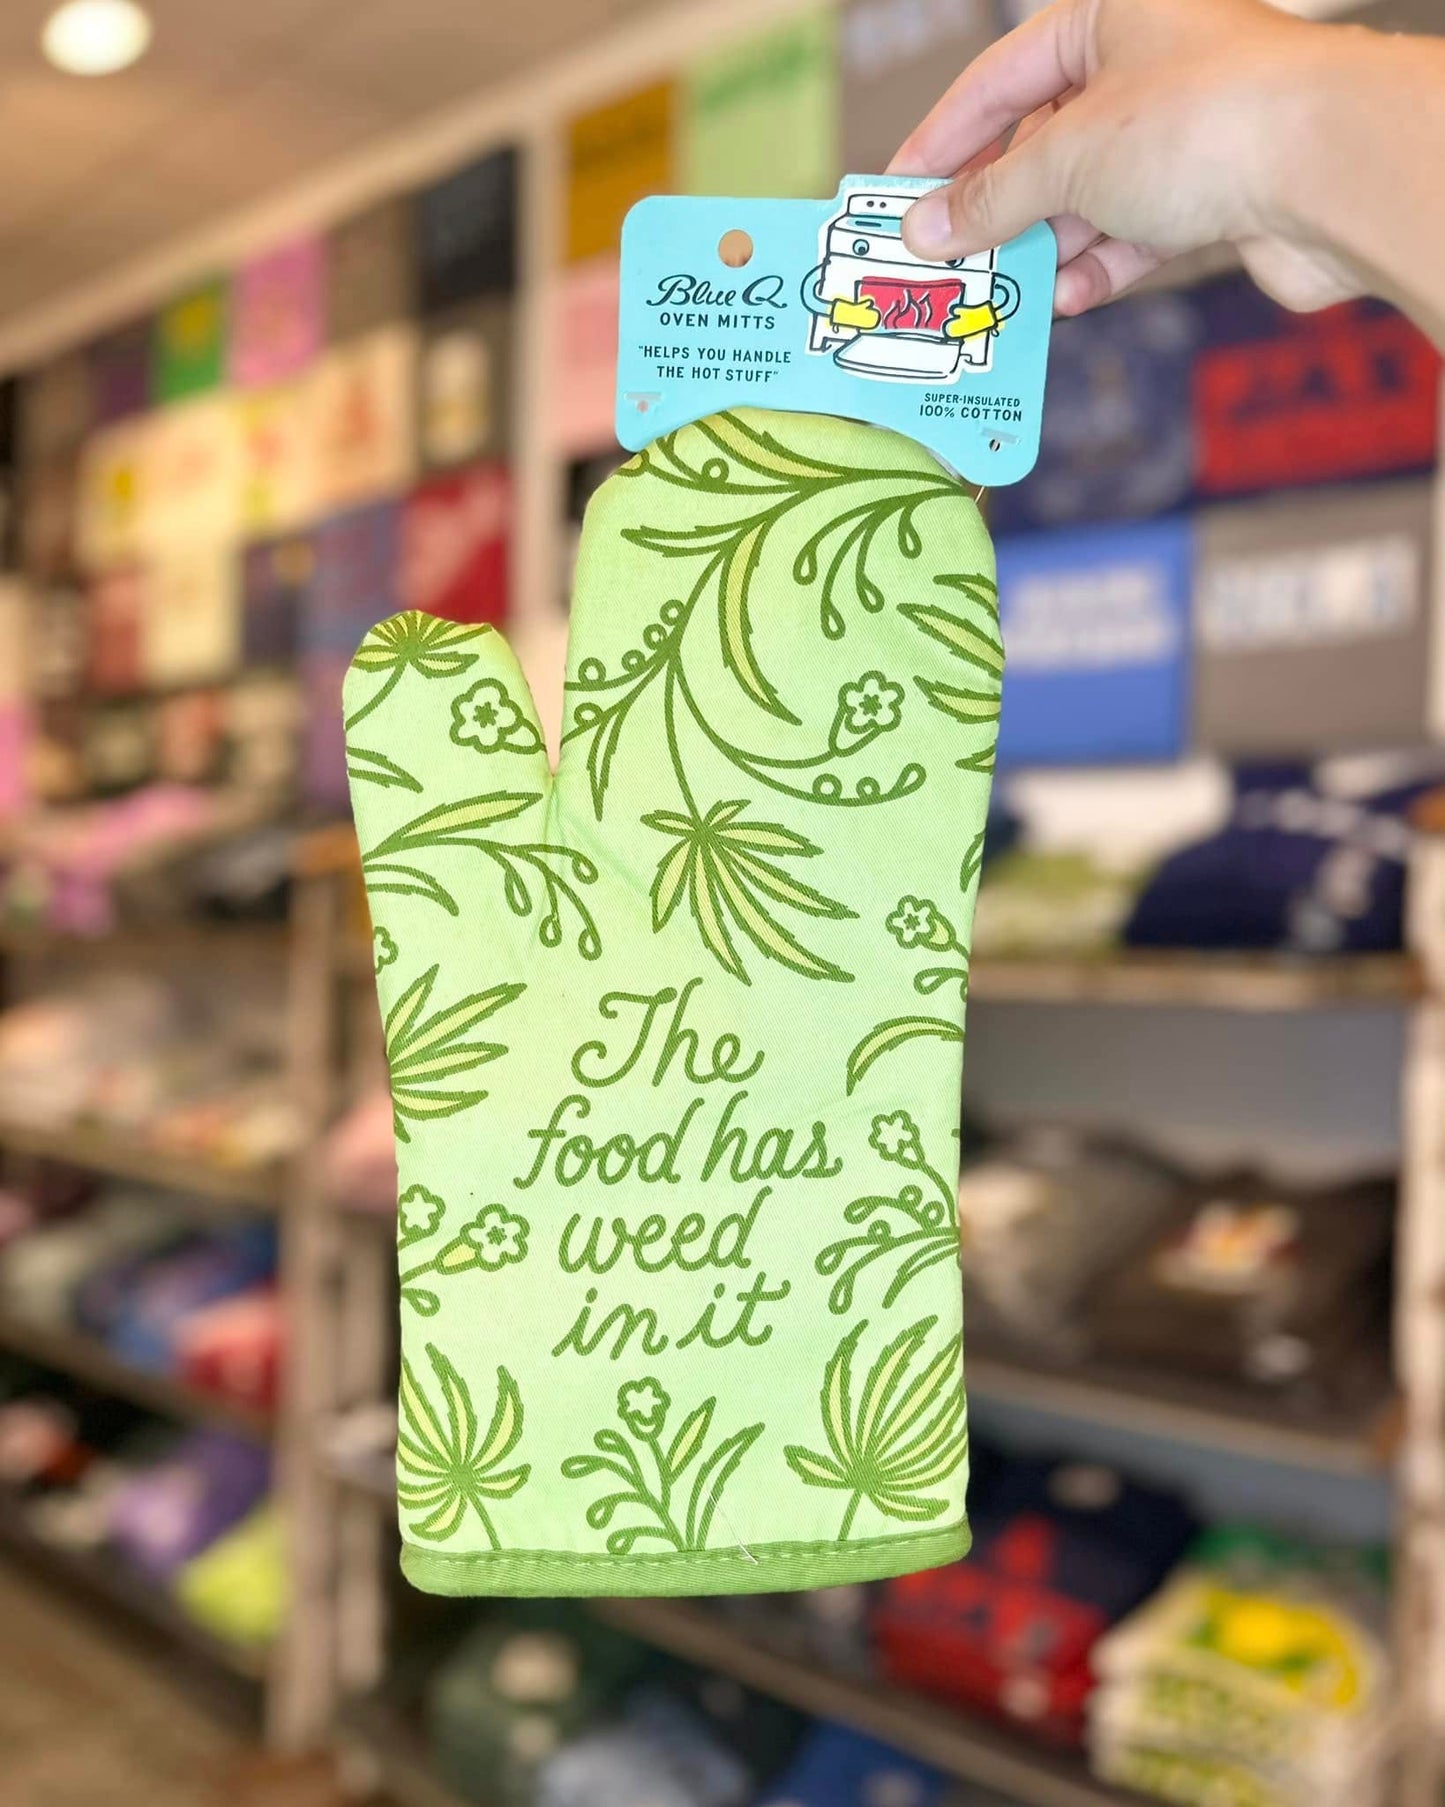 Blue Q
OVEN MITTS
"HELPS YOU HANDLE
THE HOT STUFF"
SUPER-INSULATED
100% COTTON
The
food has
weed
in it